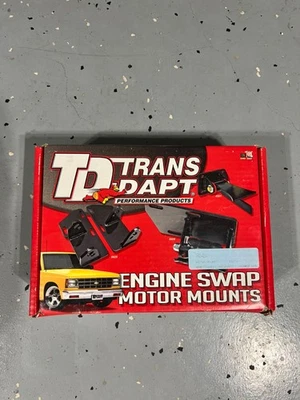 TD TRANS
DAPT
PERFORMANCE PRODUCTS
ENGINE SWAP
MOTOR MOUNTS